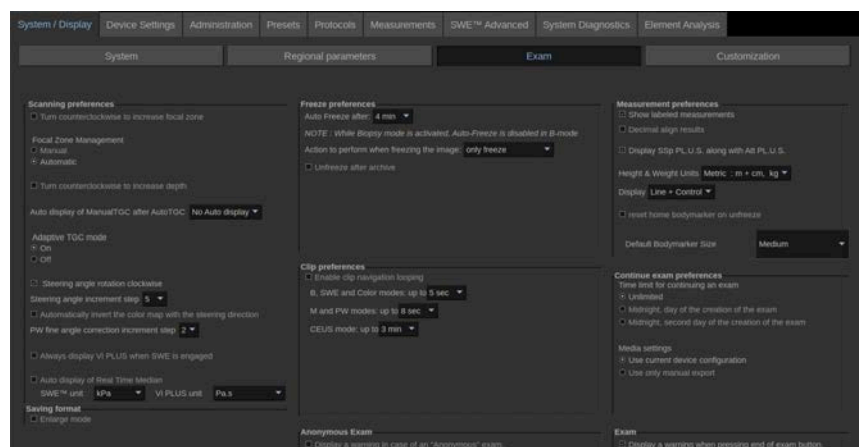 System / Display Device Settings Administration Presets Protocols Measurements SWE™ Advanced System Diagnostics Element Analysis
System Regional parameters Exam Customization
Scanning preferences
Turn counterclockwise to increase focal zone
Focal Zone Management
Manual
Automatic
Turn counterclockwise to increase depth
Auto display of ManualTGC after AutoTGC No Auto display
Adaptive TGC mode
On
Off
Steering angle rotation clockwise
Steering angle increment step 5
Automatically invert the color map with the steering direction
PW fine angle correction increment step 2
Always display Vi PLUS when SWE is engaged
Auto display of Real Time Median
SWE™ unit kPa Vi PLUS unit Pa.s
Saving format
Enlarge mode
Freeze preferences
Auto Freeze after: 4 min
NOTE : While Biopsy mode is activated, Auto-Freeze is disabled in B-mode
Action to perform when freezing the image: only freeze
Unfreeze after archive
Clip preferences
Enable clip navigation looping
B, SWE and Color modes: up to 5 sec
M and PW modes: up to 8 sec
CEUS mode: up to 3 min
Anonymous Exam
Display a warning in case of an "Anonymous" exam
Measurement preferences
Show labeled measurements
Decimal align results
Display SSp PL.U.S. along with Att PL.U.S.
Height & Weight Units Metric : m + cm, kg
Display Line + Control
reset home bodymarker on unfreeze
Default Bodymarker Size Medium
Continue exam preferences
Time limit for continuing an exam
Unlimited
Midnight, day of the creation of the exam
Midnight, second day of the creation of the exam
Media settings
Use current device configuration
Use only manual export
Exam
Display a warning when pressing end of exam button